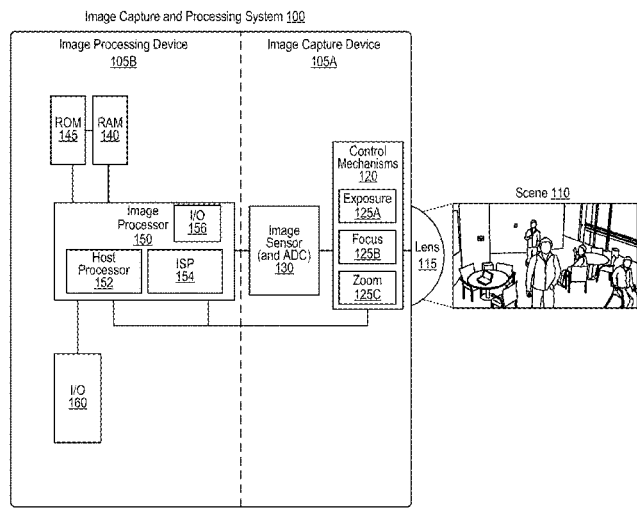 Image Capture and Processing System 100
Image Processing Device
105B
Image Capture Device
105A
ROM
145
RAM
140
Control
Mechanisms
120
Exposure
125A
Focus
125B
Zoom
125C
Image
Processor
150
I/O
156
Host
Processor
152
ISP
154
Image
Sensor
(and ADC)
130
Lens
115
Scene 110
I/O
160